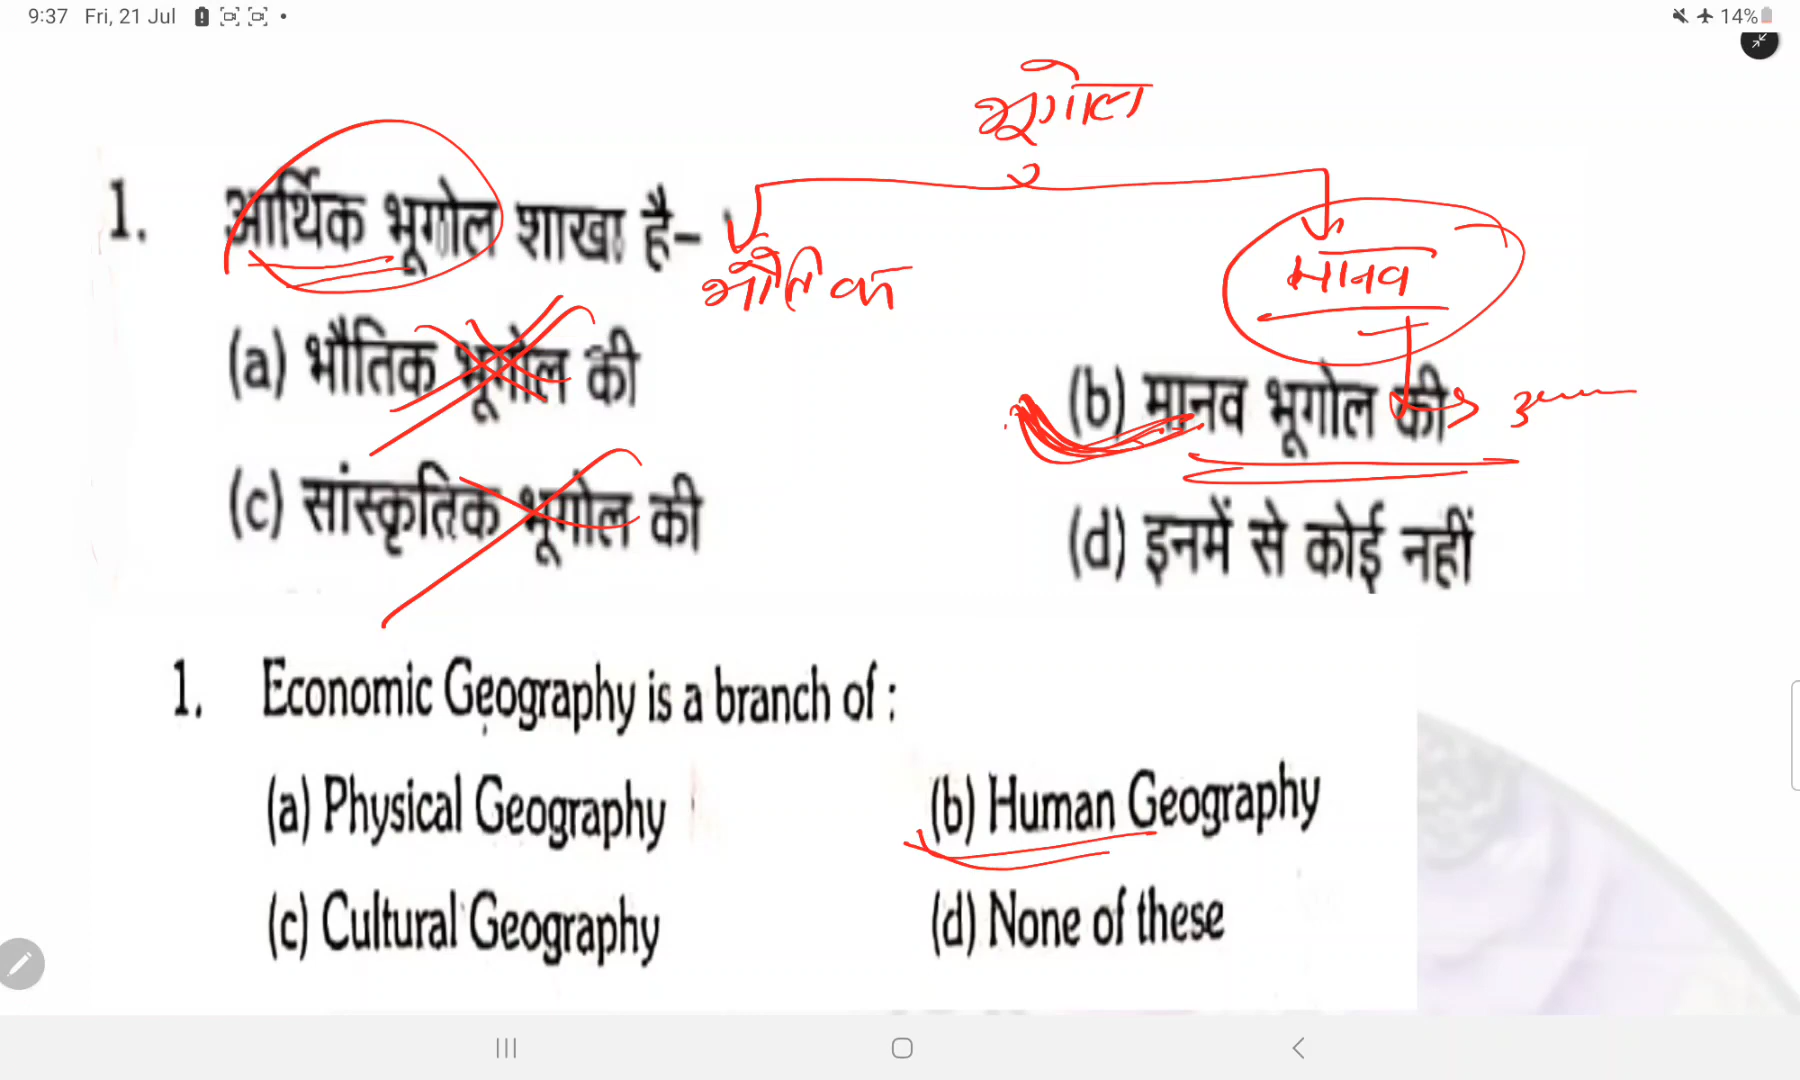 9:37 Fri, 21 Jul
14%
भूगोल
1. आर्थिक भूगोल शाखा है–
भौतिक
मानव
(a) भौतिक भूगोल की
(b) मानव भूगोल की
(c) सांस्कृतिक भूगोल की
(d) इनमें से कोई नहीं
1. Economic Geography is a branch of :
(a) Physical Geography
(b) Human Geography
(c) Cultural Geography
(d) None of these